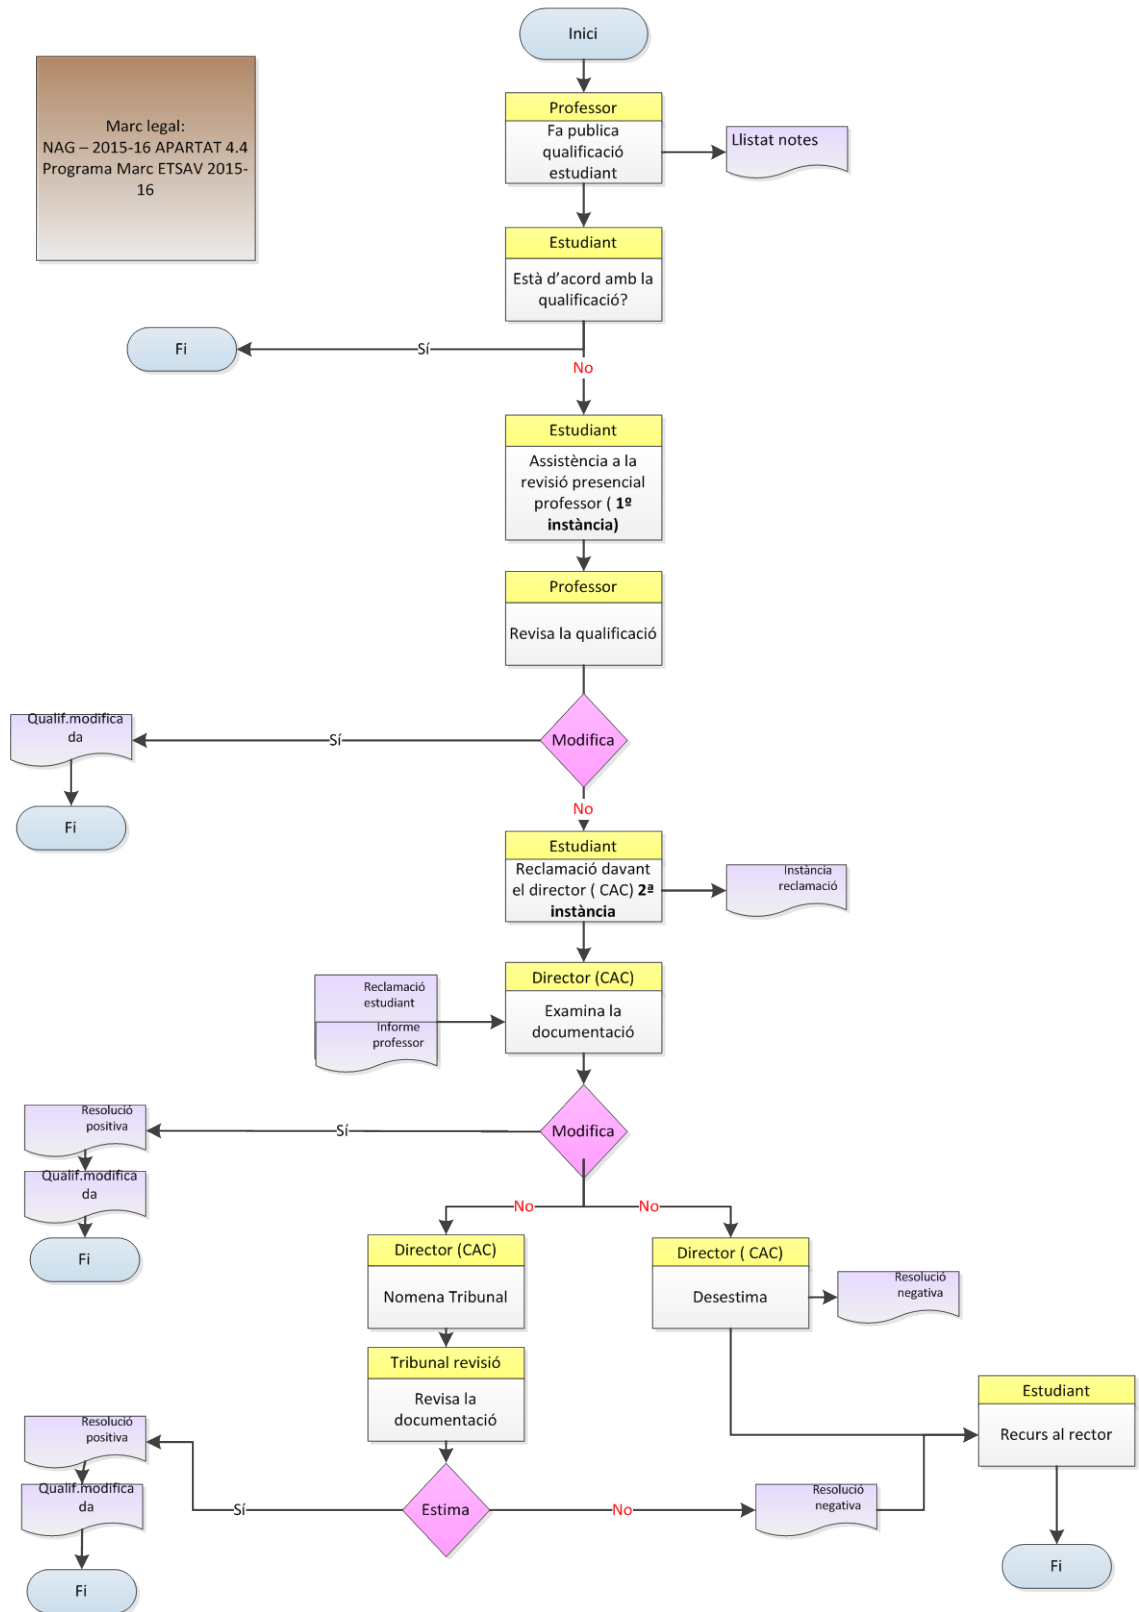 Inici
Marc legal:
NAG – 2015-16 APARTAT 4.4
Programa Marc ETSAV 2015-
16
Professor
Fa publica
qualificació
estudiant
Llistat notes
Estudiant
Està d'acord amb la
qualificació?
Fi
Sí
No
Estudiant
Assistència a la
revisió presencial
professor ( 1º
instància)
Professor
Revisa la qualificació
Qualif.modifica
da
Sí
Modifica
Fi
No
Estudiant
Reclamació davant
el director ( CAC) 2ª
instància
Instància
reclamació
Director (CAC)
Examina la
documentació
Reclamació
estudiant
Informe
professor
Resolució
positiva
Sí
Modifica
Qualif.modifica
da
Fi
No
No
Director (CAC)
Nomena Tribunal
Director ( CAC)
Desestima
Resolució
negativa
Tribunal revisió
Revisa la
documentació
Estudiant
Recurs al rector
Resolució
positiva
Qualif.modifica
da
Sí
Estima
No
Resolució
negativa
Fi
Fi